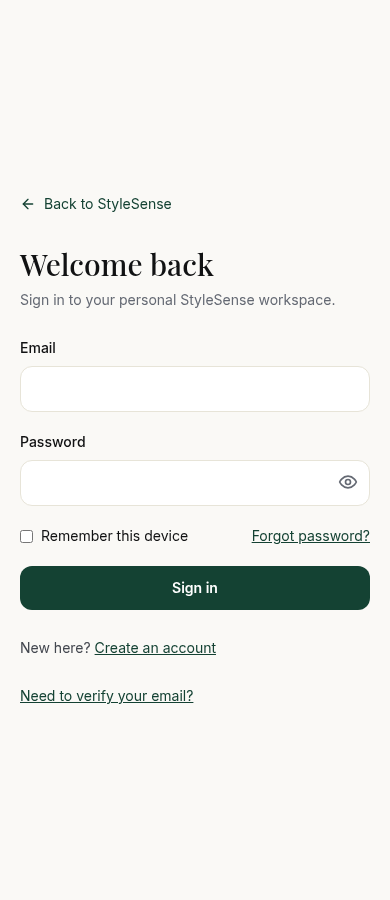 Back to StyleSense
Welcome back
Sign in to your personal StyleSense workspace.
Email
Password
Remember this device
Forgot password?
Sign in
New here? Create an account
Need to verify your email?